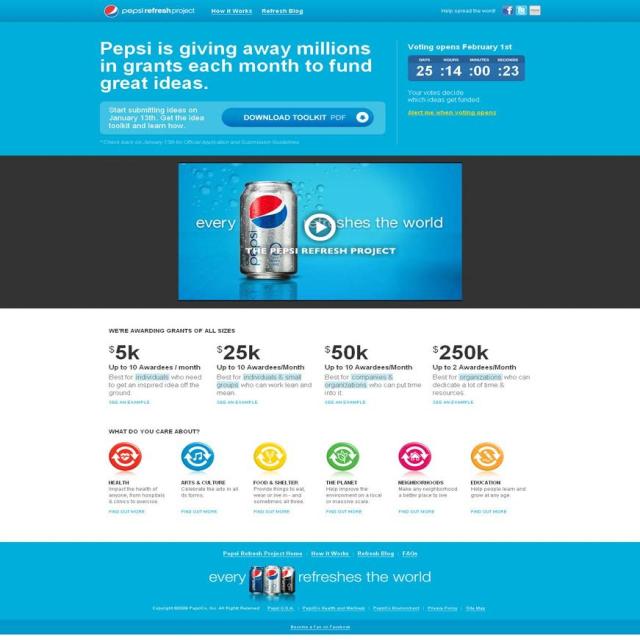 pepsi refresh project
How it Works
Refresh Blog
Help spread the word!
Pepsi is giving away millions
in grants each month to fund
great ideas.
Start submitting ideas on
January 13th. Get the idea
toolkit and learn how.
DOWNLOAD TOOLKIT PDF
* Check back on January 13th for Official Application and Submission Guidelines
Voting opens February 1st
DAYS HOURS MINUTES SECONDS
25 :14 :00 :23
Your votes decide
which ideas get funded.
Alert me when voting opens
every pepsi refreshes the world
THE PEPSI REFRESH PROJECT
WE'RE AWARDING GRANTS OF ALL SIZES
$5k
Up to 10 Awardees / month
Best for individuals who need
to get an inspired idea off the
ground.
SEE AN EXAMPLE
$25k
Up to 10 Awardees/Month
Best for individuals & small
groups who can work lean and
mean.
SEE AN EXAMPLE
$50k
Up to 10 Awardees/Month
Best for companies &
organizations who can put time
into it.
SEE AN EXAMPLE
$250k
Up to 2 Awardees/Month
Best for organizations who can
dedicate a lot of time &
resources.
SEE AN EXAMPLE
WHAT DO YOU CARE ABOUT?
HEALTH
Impact the health of
anyone, from hospitals
& clinics to exercise.
FIND OUT MORE
ARTS & CULTURE
Celebrate the arts in all
its forms.
FIND OUT MORE
FOOD & SHELTER
Provide things to eat,
wear or live in - and
sometimes all three.
FIND OUT MORE
THE PLANET
Help improve the
environment on a local
or massive scale.
FIND OUT MORE
NEIGHBORHOODS
Make any neighborhood
a better place to live.
FIND OUT MORE
EDUCATION
Help people learn and
grow at any age.
FIND OUT MORE
Pepsi Refresh Project Home | How it Works | Refresh Blog | FAQs
every refreshes the world
Copyright ©2009 PepsiCo, Inc. All Rights Reserved Pepsi U.S.A. | PepsiCo Health and Wellness | PepsiCo Environment | Privacy Policy | Site Map
Become a Fan on Facebook